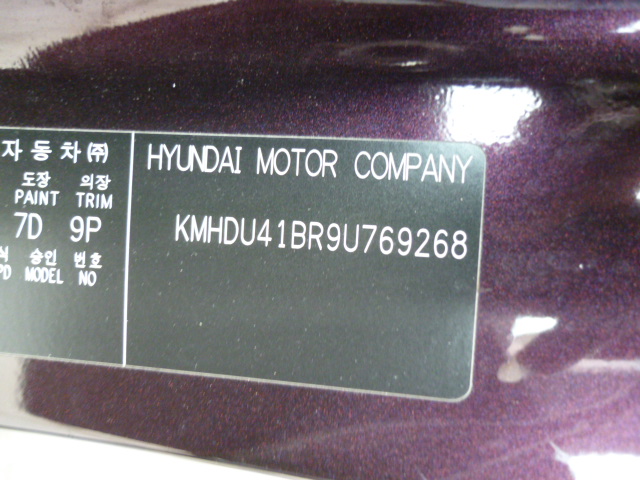 자동차㈜
HYUNDAI MOTOR COMPANY
도장 의장
PAINT TRIM
7D 9P
KMHDU41BR9U769268
승인 번호
MODEL NO